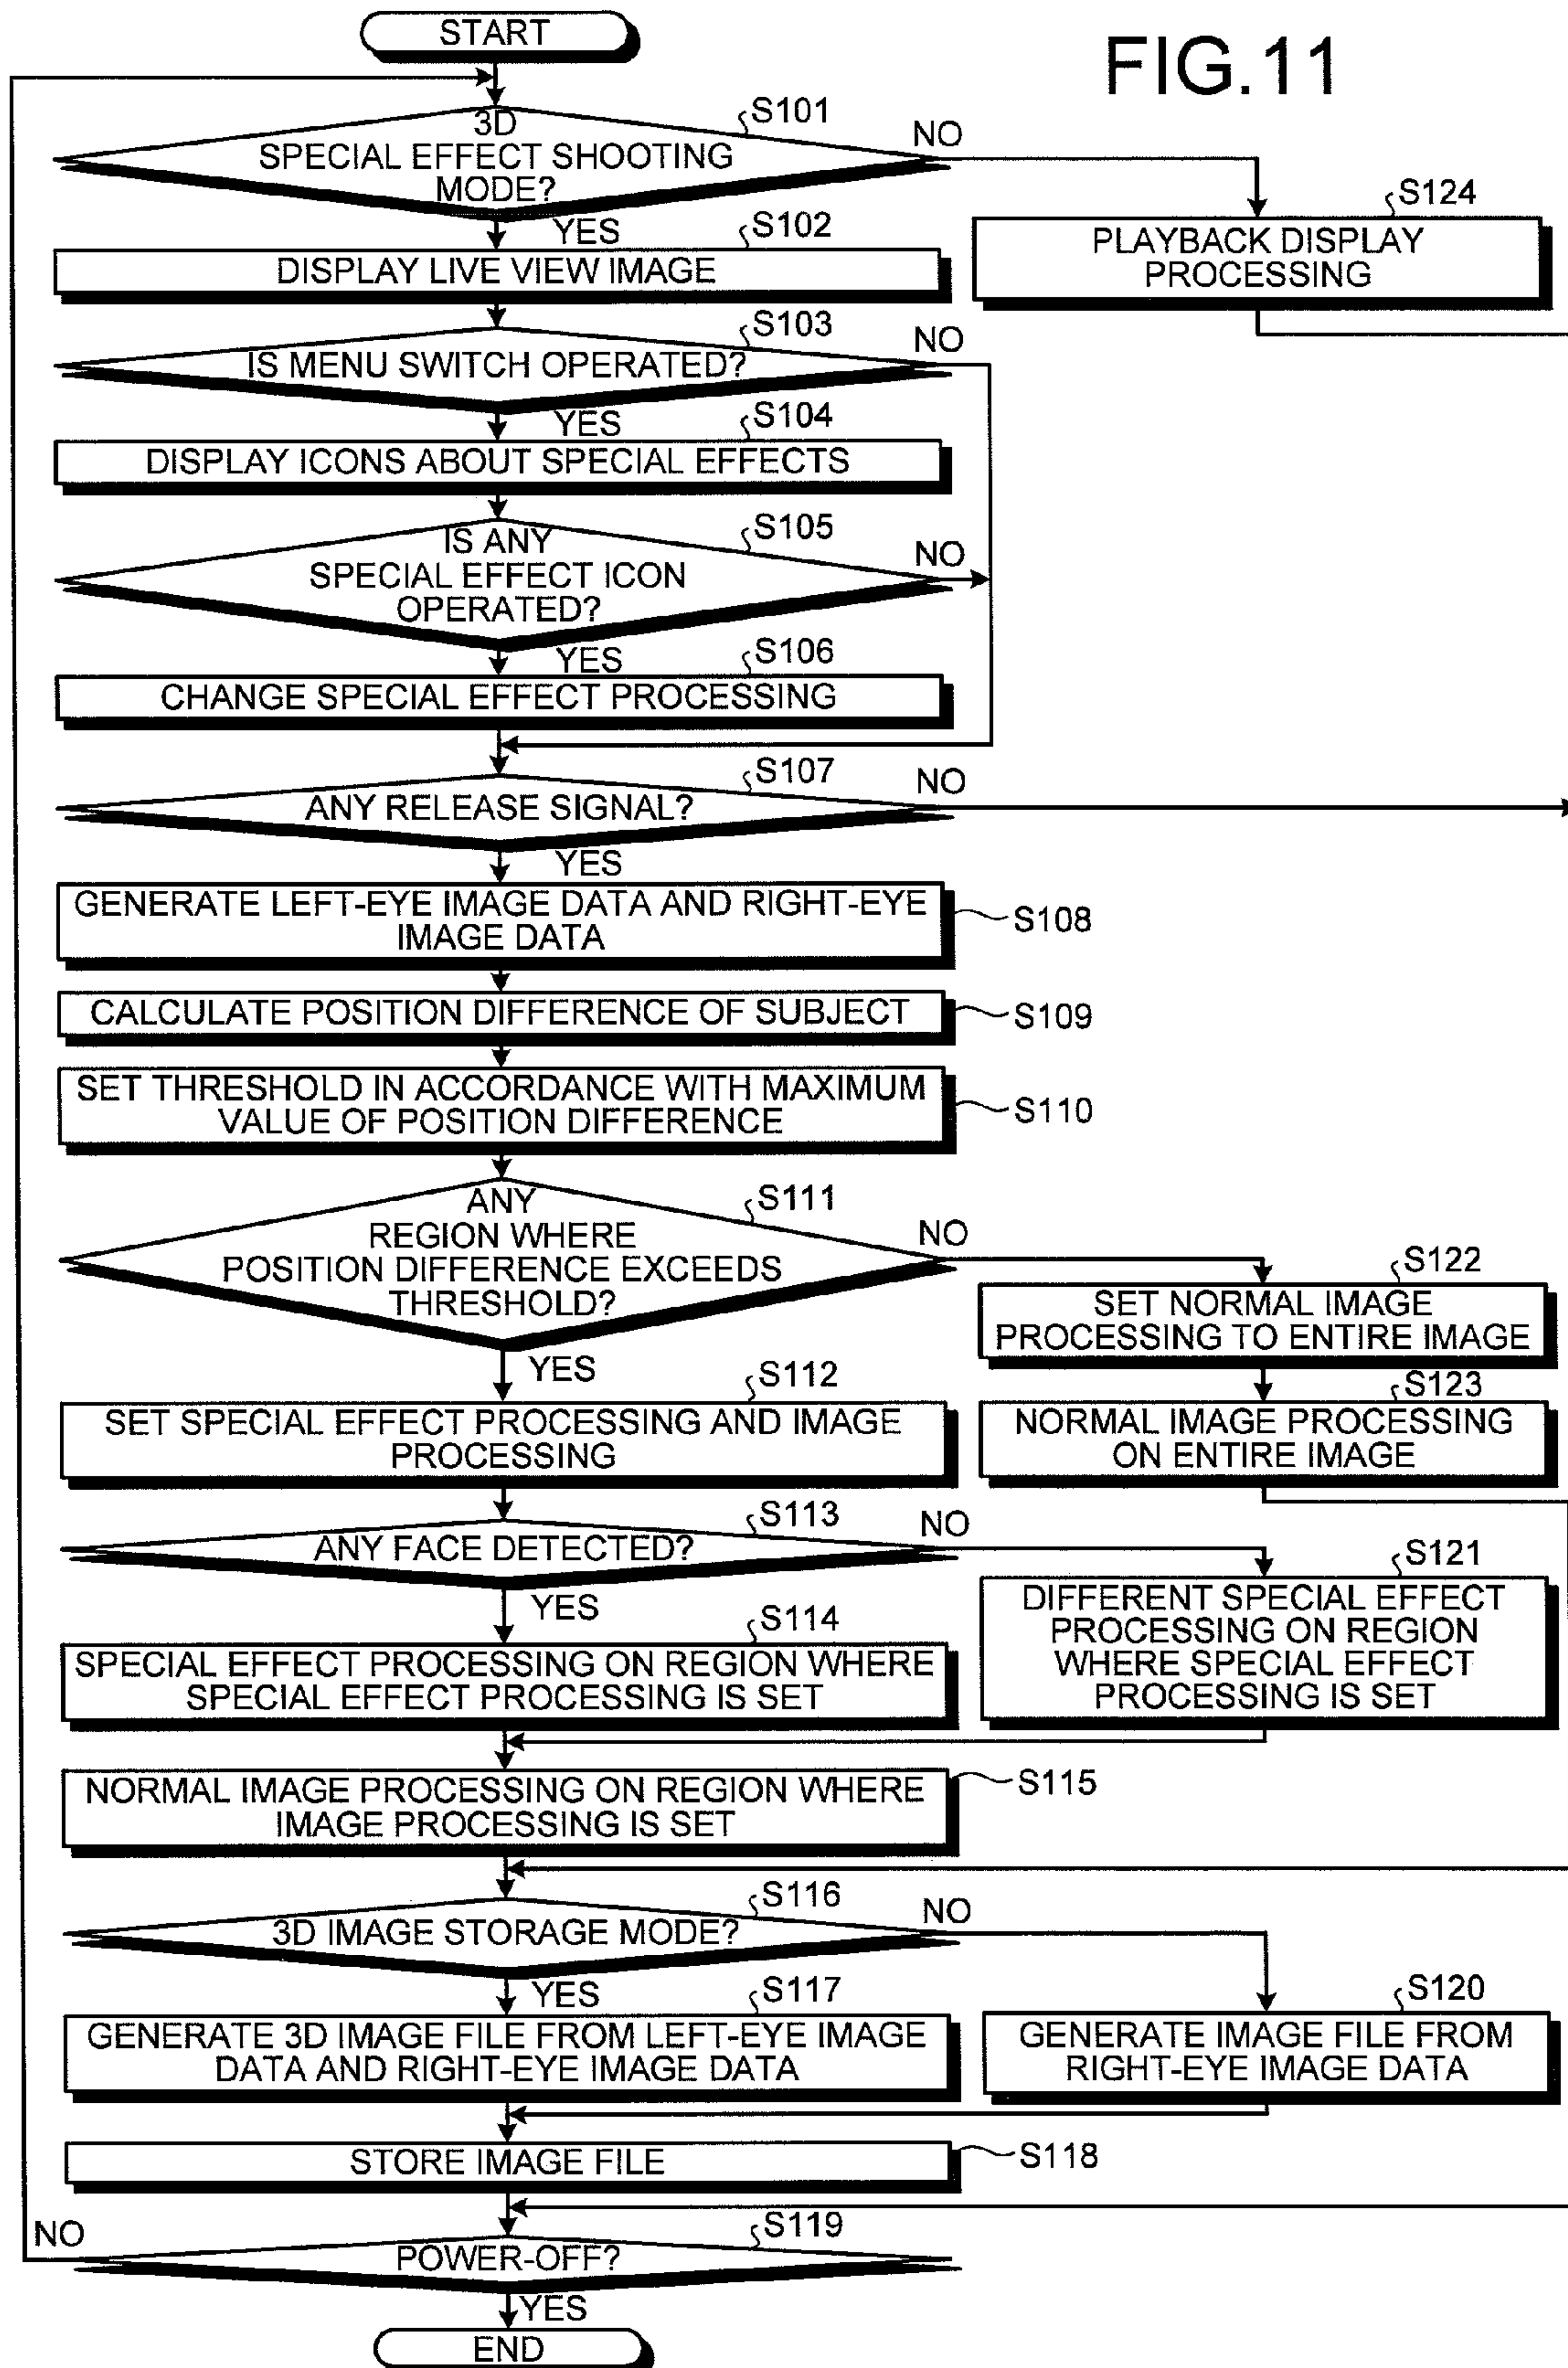 START
FIG.11
S101
3D
SPECIAL EFFECT SHOOTING
MODE?
NO
YES
S124
PLAYBACK DISPLAY
PROCESSING
S102
DISPLAY LIVE VIEW IMAGE
S103
IS MENU SWITCH OPERATED?
NO
YES
S104
DISPLAY ICONS ABOUT SPECIAL EFFECTS
S105
IS ANY
SPECIAL EFFECT ICON
OPERATED?
NO
YES
S106
CHANGE SPECIAL EFFECT PROCESSING
S107
ANY RELEASE SIGNAL?
NO
YES
GENERATE LEFT-EYE IMAGE DATA AND RIGHT-EYE
IMAGE DATA
S108
CALCULATE POSITION DIFFERENCE OF SUBJECT
S109
SET THRESHOLD IN ACCORDANCE WITH MAXIMUM
VALUE OF POSITION DIFFERENCE
S110
S111
ANY
REGION WHERE
POSITION DIFFERENCE EXCEEDS
THRESHOLD?
NO
YES
S122
SET NORMAL IMAGE
PROCESSING TO ENTIRE IMAGE
S123
NORMAL IMAGE PROCESSING
ON ENTIRE IMAGE
S112
SET SPECIAL EFFECT PROCESSING AND IMAGE
PROCESSING
S113
ANY FACE DETECTED?
NO
YES
S121
DIFFERENT SPECIAL EFFECT
PROCESSING ON REGION
WHERE SPECIAL EFFECT
PROCESSING IS SET
S114
SPECIAL EFFECT PROCESSING ON REGION WHERE
SPECIAL EFFECT PROCESSING IS SET
NORMAL IMAGE PROCESSING ON REGION WHERE
IMAGE PROCESSING IS SET
S115
S116
3D IMAGE STORAGE MODE?
NO
YES
S117
GENERATE 3D IMAGE FILE FROM LEFT-EYE IMAGE
DATA AND RIGHT-EYE IMAGE DATA
S120
GENERATE IMAGE FILE FROM
RIGHT-EYE IMAGE DATA
STORE IMAGE FILE
S118
S119
POWER-OFF?
NO
YES
END